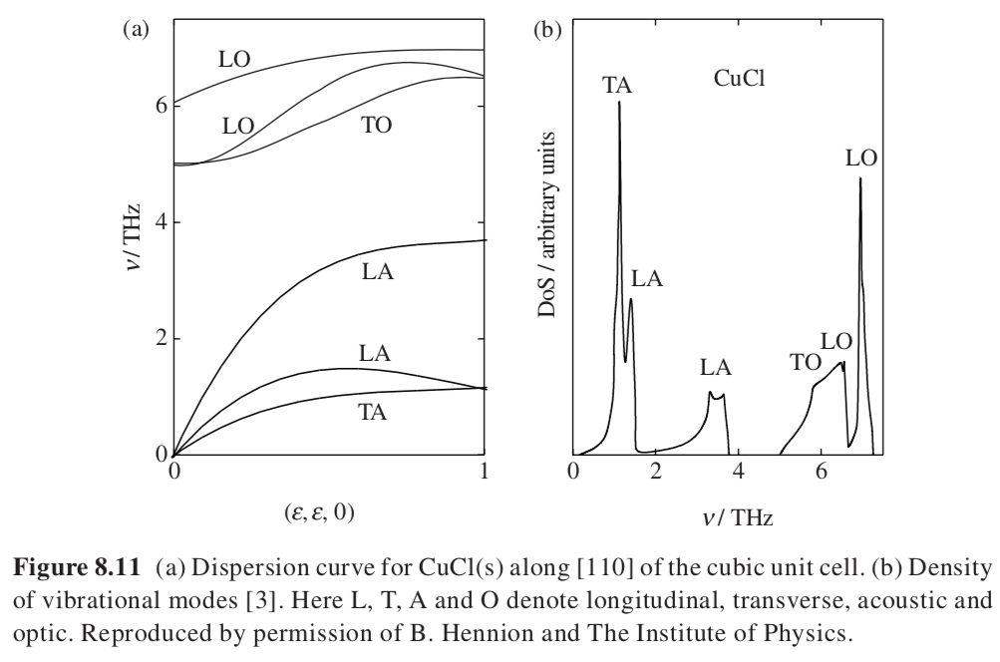 (a)
LO
6
LO
TO
4
ν / THz
LA
2
LA
TA
0
0
1
(ε, ε, 0)
(b)
CuCl
TA
LO
DoS / arbitrary units
LA
LO
TO
LA
0
2
4
6
ν / THz
Figure 8.11 (a) Dispersion curve for CuCl(s) along [110] of the cubic unit cell. (b) Density
of vibrational modes [3]. Here L, T, A and O denote longitudinal, transverse, acoustic and
optic. Reproduced by permission of B. Hennion and The Institute of Physics.